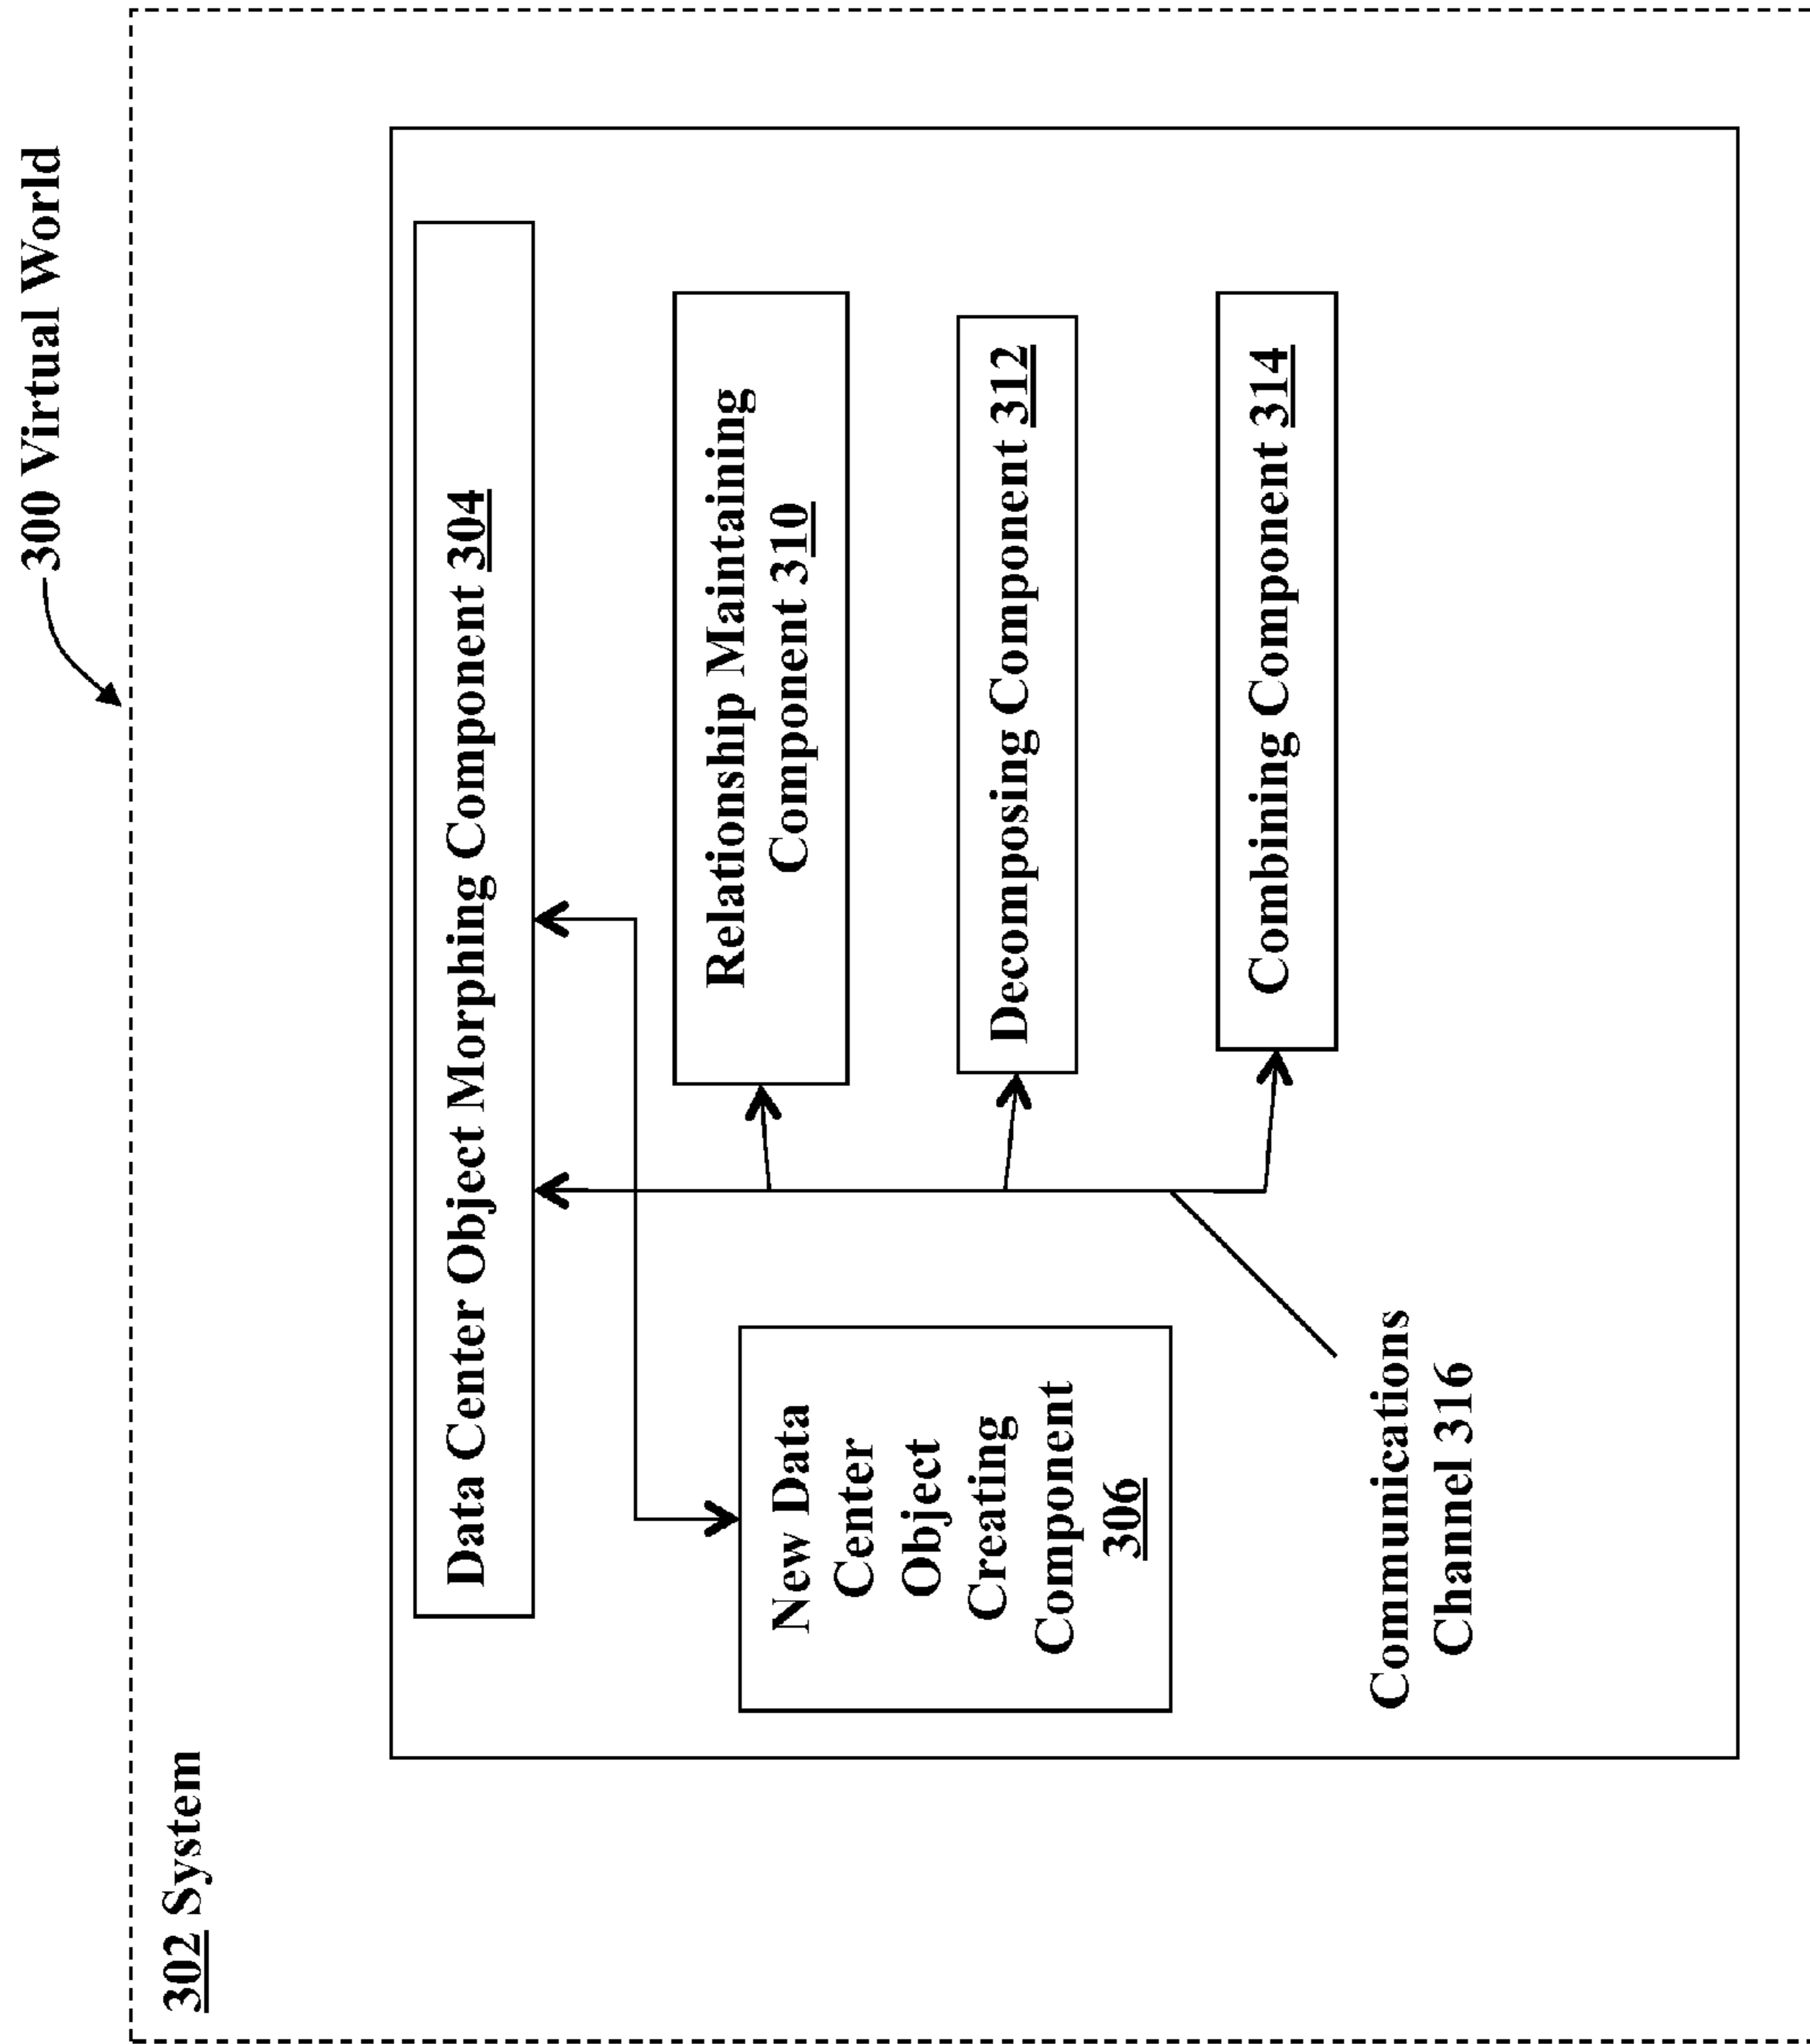 300 Virtual World
302 System
Data Center Object Morphing Component 304
New Data
Center
Object
Creating
Component
306
Relationship Maintaining
Component 310
Decomposing Component 312
Combining Component 314
Communications
Channel 316